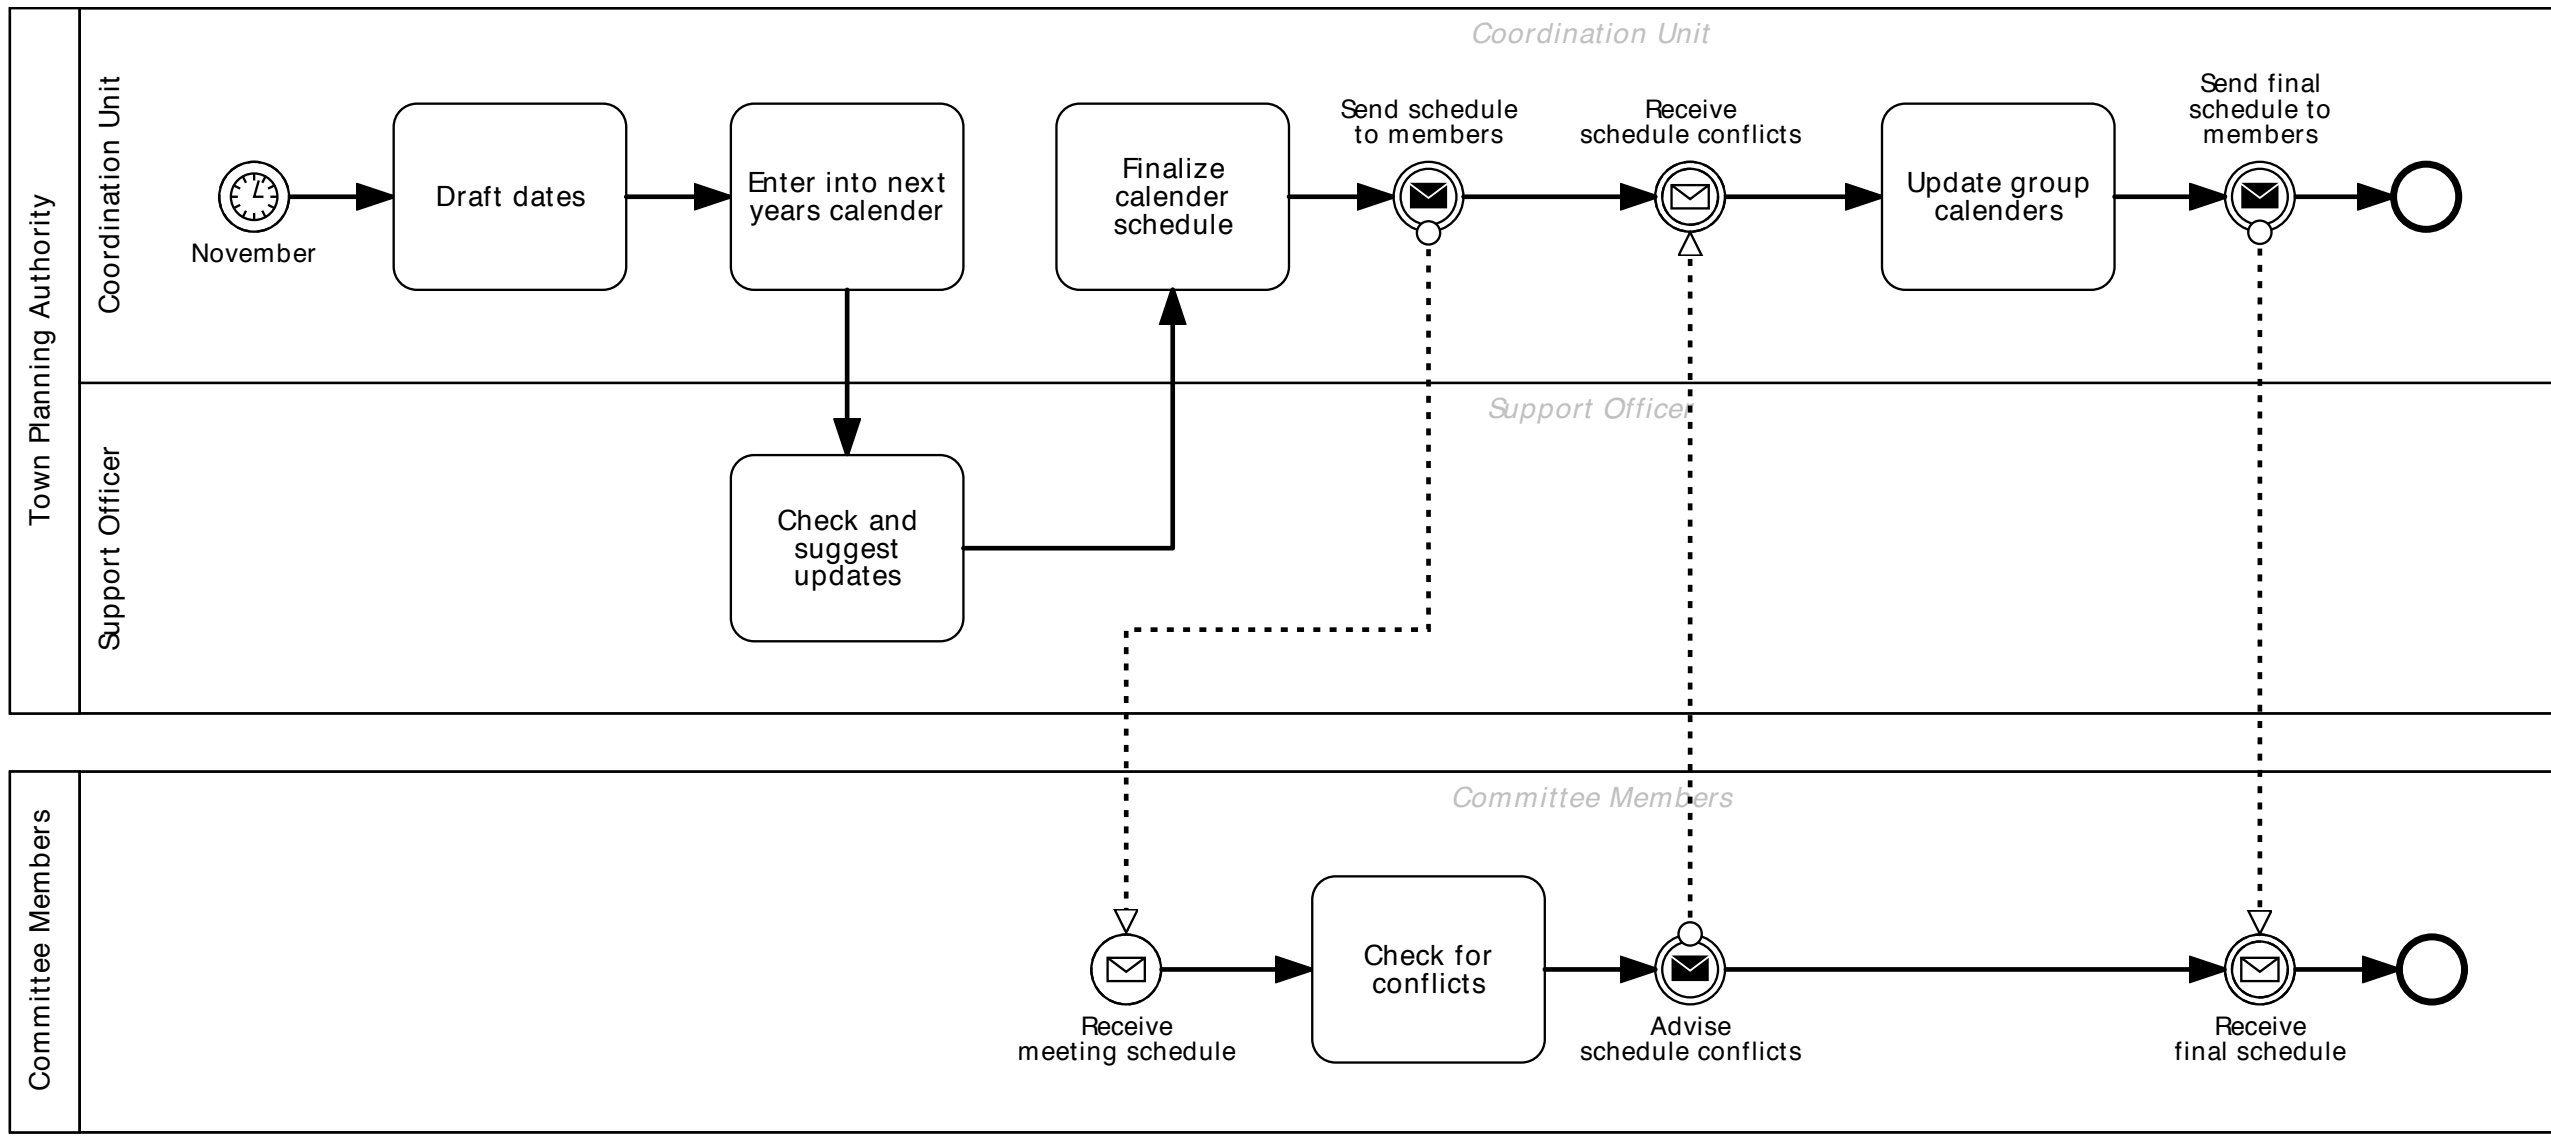 Town Planning Authority
Coordination Unit
Coordination Unit
November
Draft dates
Enter into next
years calender
Finalize
calender
schedule
Send schedule
to members
Receive
schedule conflicts
Update group
calenders
Send final
schedule to
members
Support Officer
Support Officer
Check and
suggest
updates
Committee Members
Committee Members
Receive
meeting schedule
Check for
conflicts
Advise
schedule conflicts
Receive
final schedule